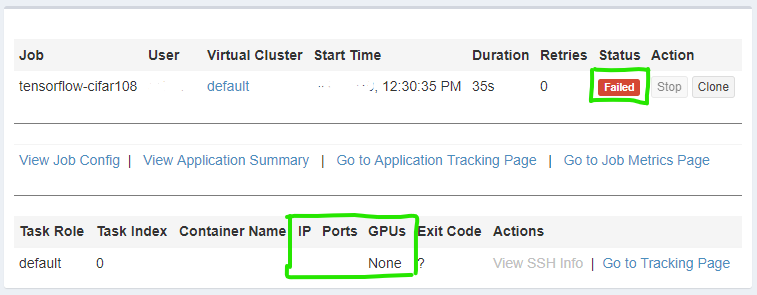 Job User Virtual Cluster Start Time Duration Retries Status Action
tensorflow-cifar108 default , 12:30:35 PM 35s 0 Failed Stop Clone
View Job Config | View Application Summary | Go to Application Tracking Page | Go to Job Metrics Page
Task Role Task Index Container Name IP Ports GPUs Exit Code Actions
default 0 None ? View SSH Info | Go to Tracking Page